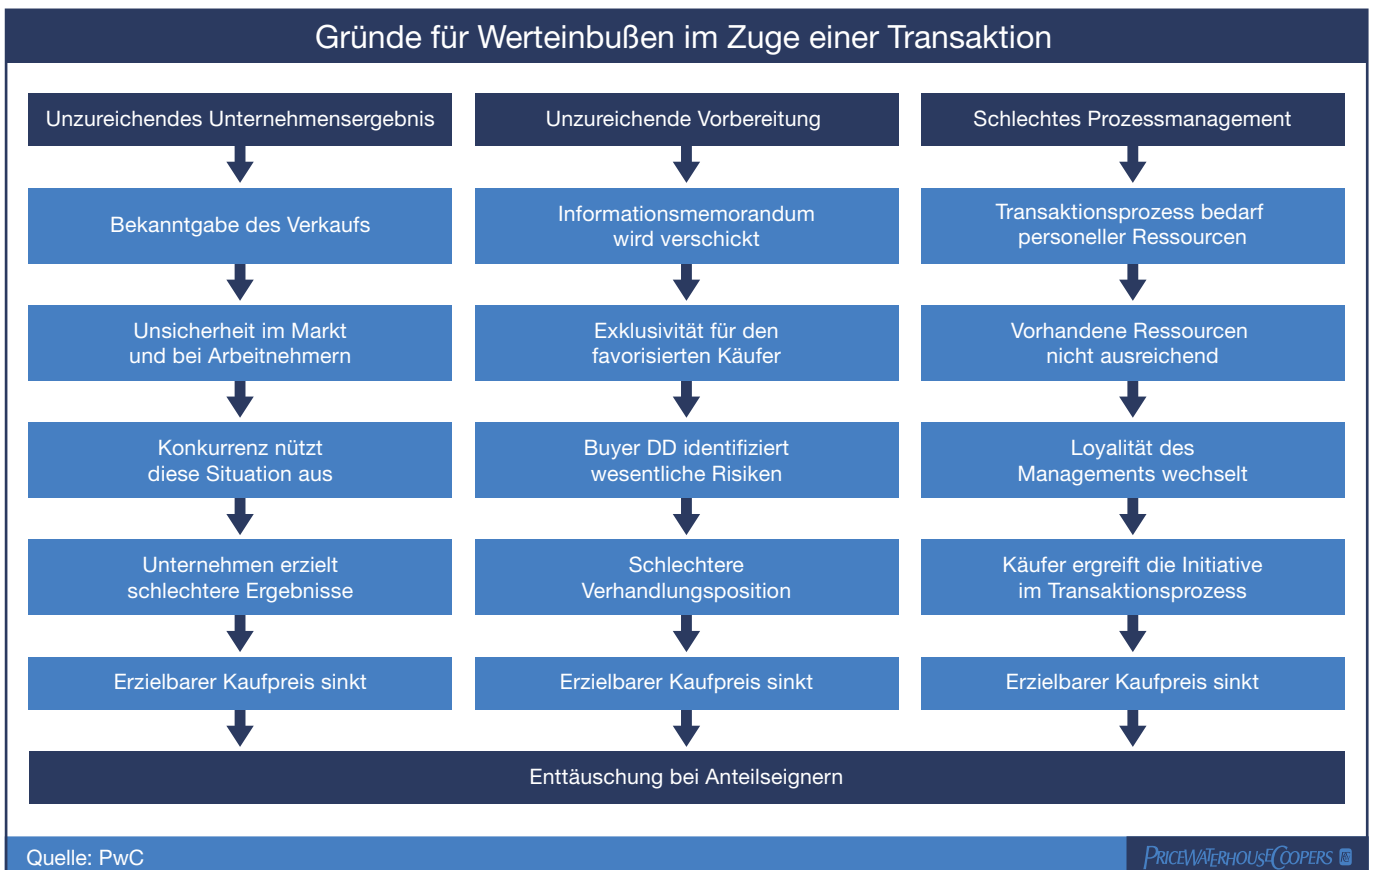 Gründe für Werteinbußen im Zuge einer Transaktion
Unzureichendes Unternehmensergebnis
Bekanntgabe des Verkaufs
Unsicherheit im Markt
und bei Arbeitnehmern
Konkurrenz nützt
diese Situation aus
Unternehmen erzielt
schlechtere Ergebnisse
Erzielbarer Kaufpreis sinkt
Unzureichende Vorbereitung
Informationsmemorandum
wird verschickt
Exklusivität für den
favorisierten Käufer
Buyer DD identifiziert
wesentliche Risiken
Schlechtere
Verhandlungsposition
Erzielbarer Kaufpreis sinkt
Schlechtes Prozessmanagement
Transaktionsprozess bedarf
personeller Ressourcen
Vorhandene Ressourcen
nicht ausreichend
Loyalität des
Managements wechselt
Käufer ergreift die Initiative
im Transaktionsprozess
Erzielbarer Kaufpreis sinkt
Enttäuschung bei Anteilseignern
Quelle: PwC
PRICEWATERHOUSECOOPERS